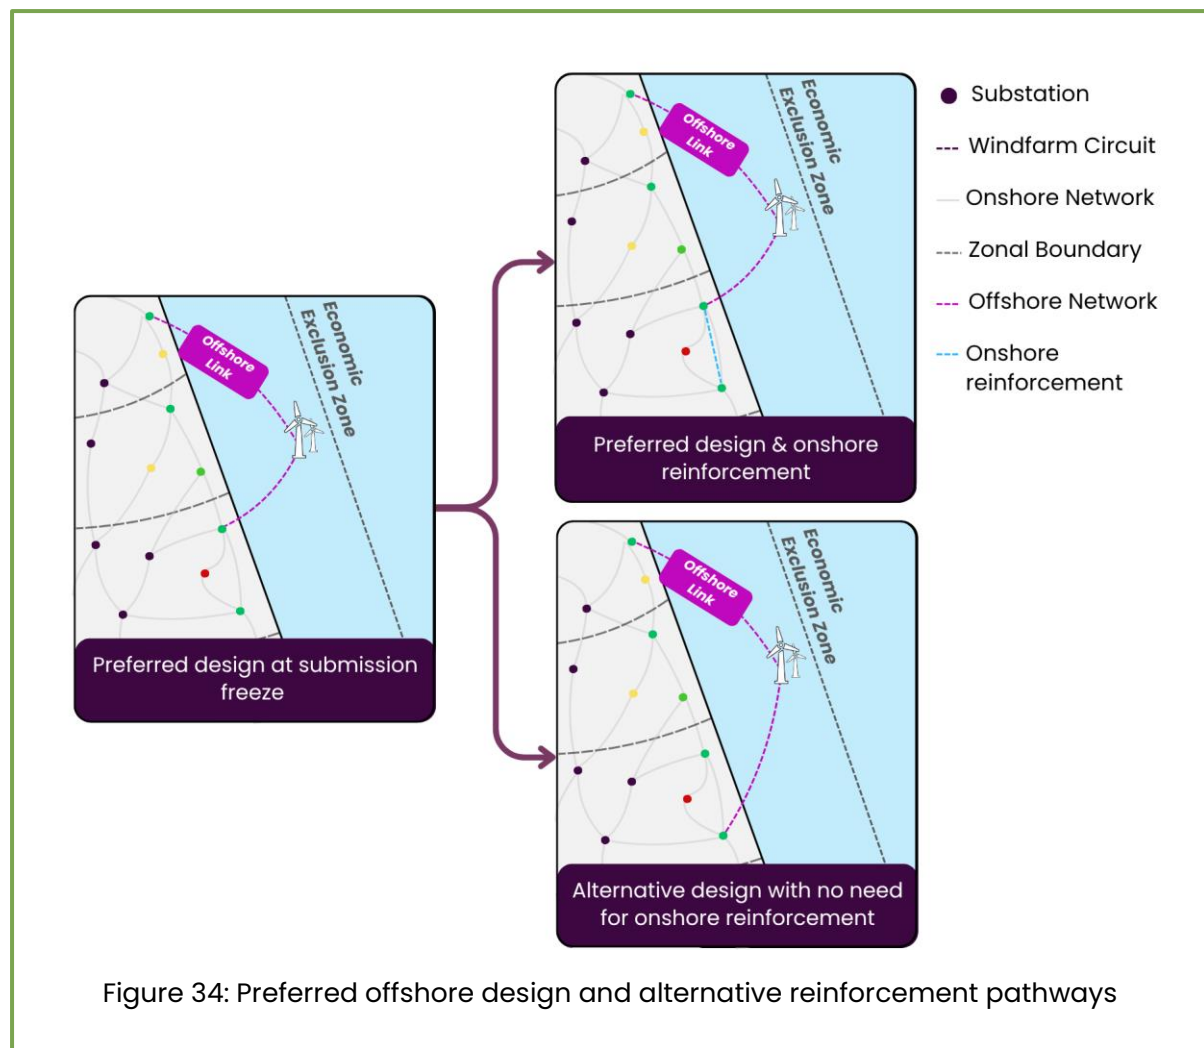 Economic
Exclusion Zone
Offshore
Link
Preferred design at submission
freeze
Economic
Exclusion Zone
Offshore
Link
Preferred design & onshore
reinforcement
Economic
Exclusion Zone
Offshore
Link
Alternative design with no need
for onshore reinforcement
Substation
Windfarm Circuit
Onshore Network
Zonal Boundary
Offshore Network
Onshore
reinforcement
Figure 34: Preferred offshore design and alternative reinforcement pathways